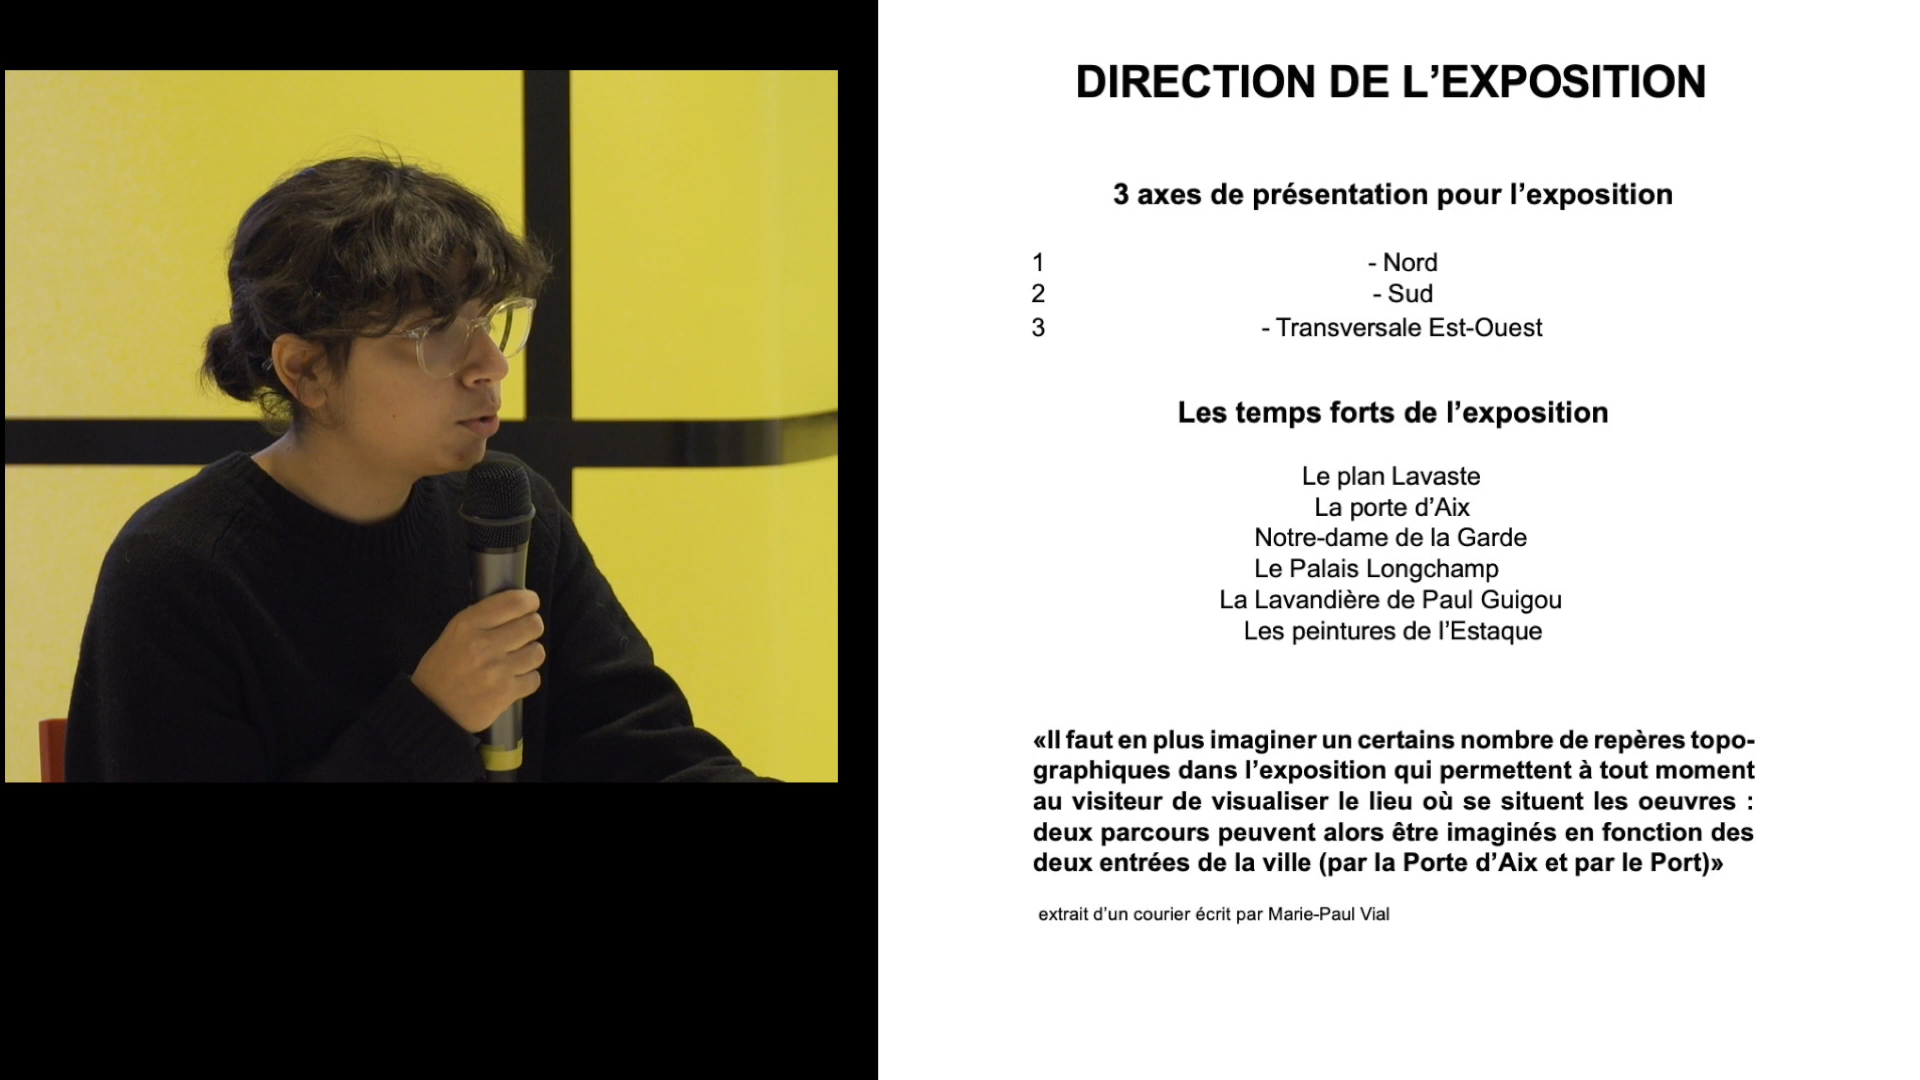 DIRECTION DE L’EXPOSITION
3 axes de présentation pour l’exposition
1 - Nord
2 - Sud
3 - Transversale Est-Ouest
Les temps forts de l’exposition
Le plan Lavaste
La porte d’Aix
Notre-dame de la Garde
Le Palais Longchamp
La Lavandière de Paul Guigou
Les peintures de l’Estaque
«Il faut en plus imaginer un certains nombre de repères topo-
graphiques dans l’exposition qui permettent à tout moment
au visiteur de visualiser le lieu où se situent les oeuvres :
deux parcours peuvent alors être imaginés en fonction des
deux entrées de la ville (par la Porte d’Aix et par le Port)»
extrait d’un courier écrit par Marie-Paul Vial